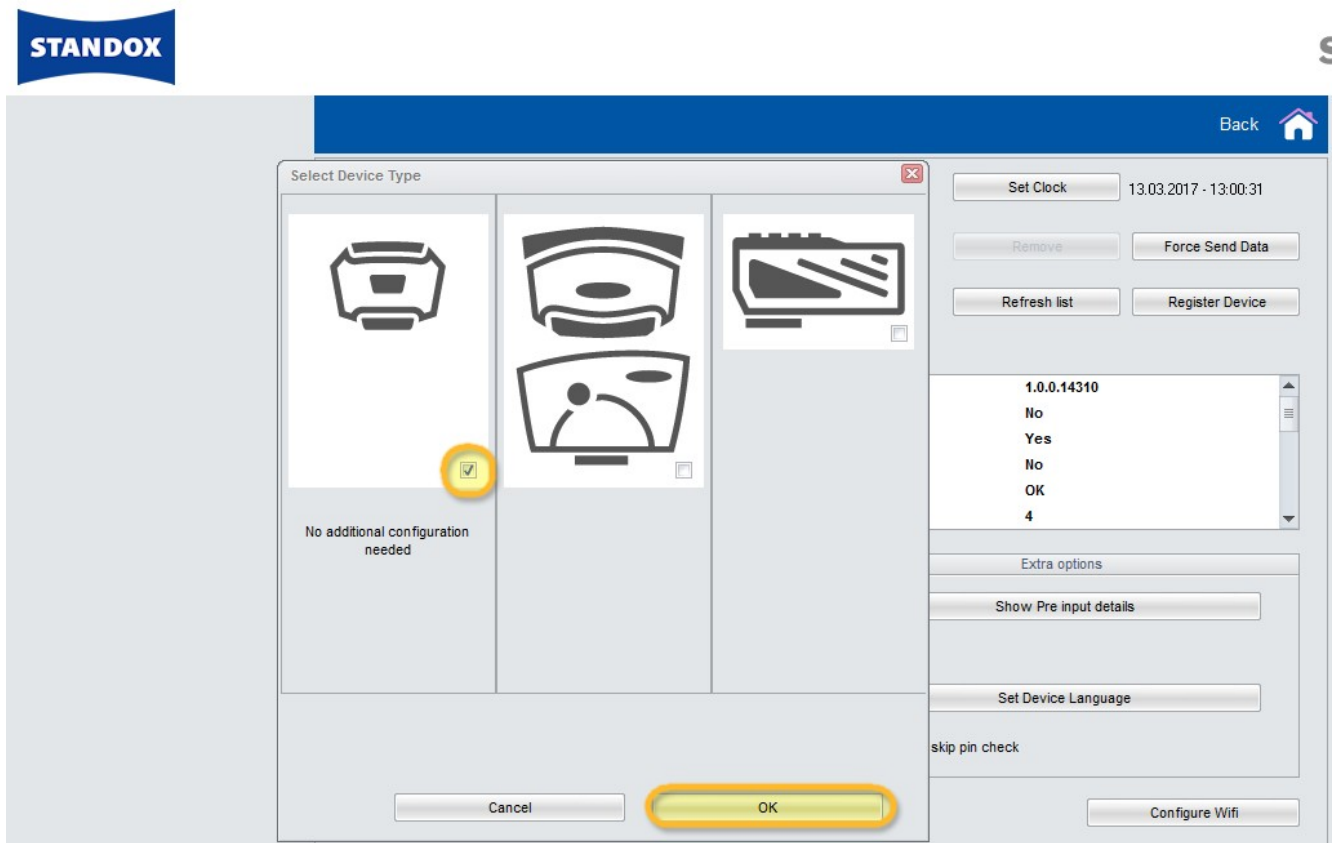 STANDOX
S
Back
Select Device Type
Set Clock
13.03.2017 - 13:00:31
Remove
Force Send Data
Refresh list
Register Device
1.0.0.14310
No
Yes
No
OK
4
No additional configuration
needed
Extra options
Show Pre input details
Set Device Language
skip pin check
Cancel
OK
Configure Wifi